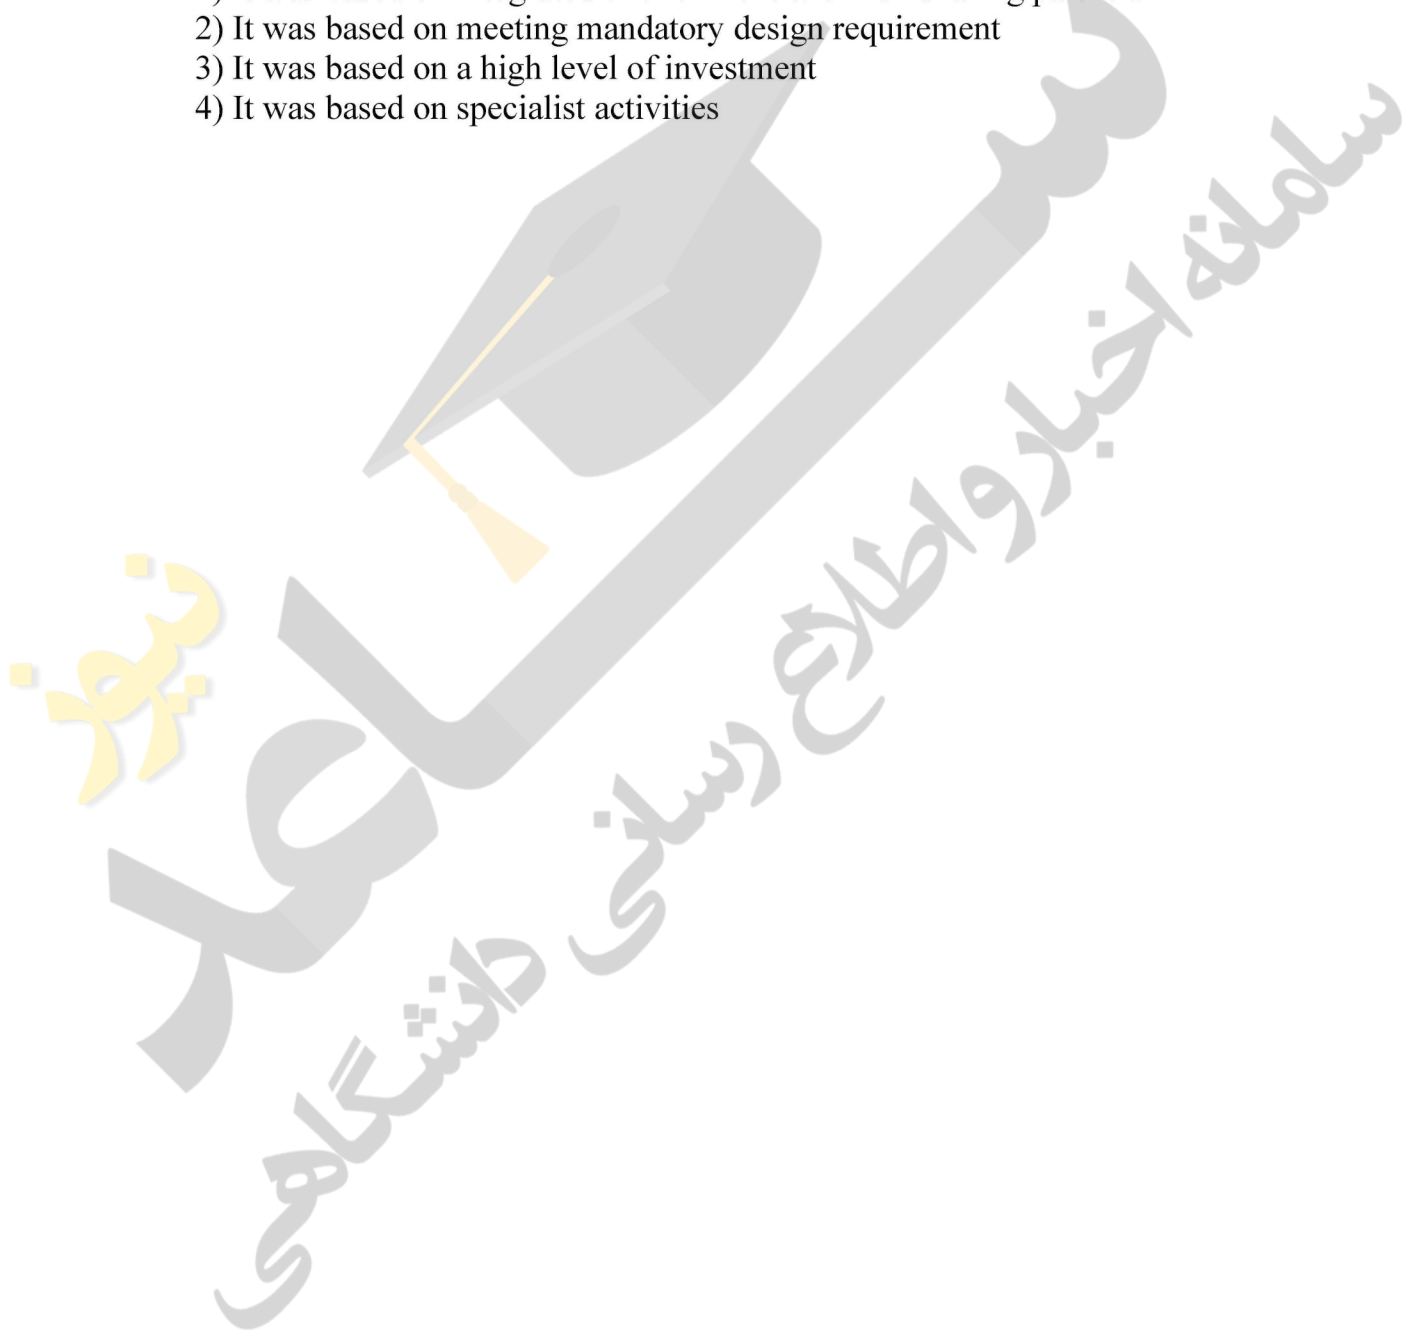 2) It was based on meeting mandatory design requirement
3) It was based on a high level of investment
4) It was based on specialist activities
ساعد
نیوز
سامانه اخبار و اطلاع رسانی دانشگاهی